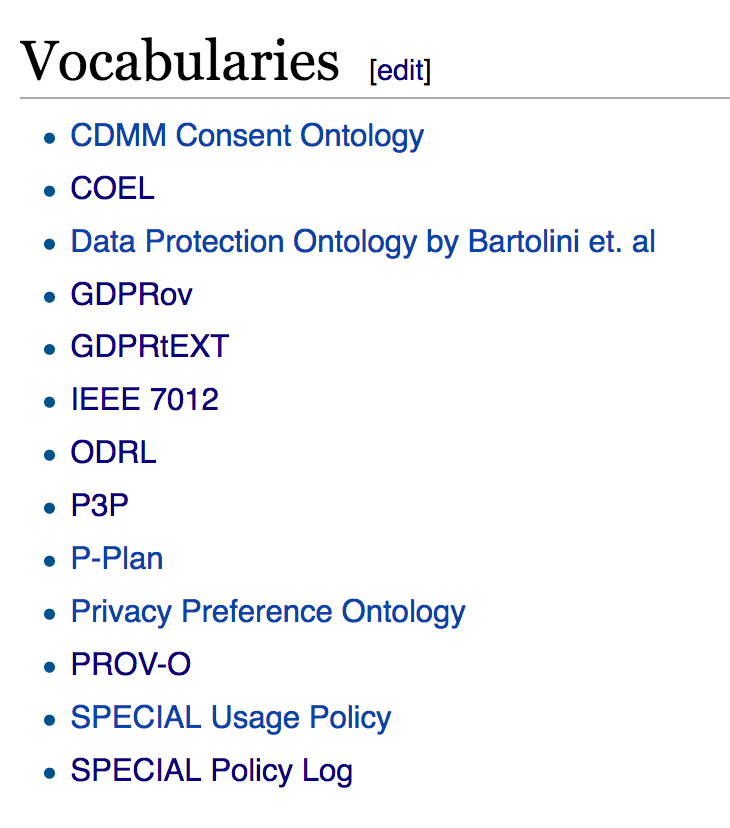 Vocabularies [edit]
CDMM Consent Ontology
COEL
Data Protection Ontology by Bartolini et. al
GDPRov
GDPRtEXT
IEEE 7012
ODRL
P3P
P-Plan
Privacy Preference Ontology
PROV-O
SPECIAL Usage Policy
SPECIAL Policy Log